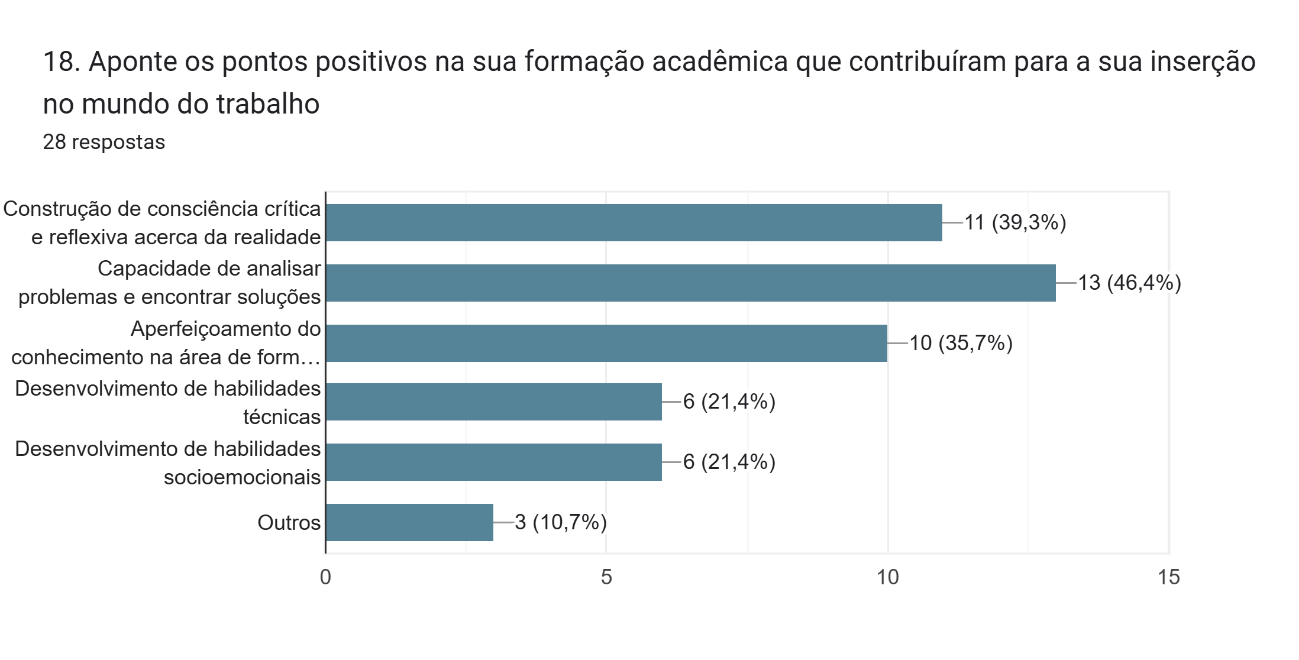 18. Aponte os pontos positivos na sua formação acadêmica que contribuíram para a sua inserção
no mundo do trabalho
28 respostas
Construção de consciência crítica
e reflexiva acerca da realidade
11 (39,3%)
Capacidade de analisar
problemas e encontrar soluções
13 (46,4%)
Aperfeiçoamento do
conhecimento na área de form…
10 (35,7%)
Desenvolvimento de habilidades
técnicas
6 (21,4%)
Desenvolvimento de habilidades
socioemocionais
6 (21,4%)
Outros
3 (10,7%)
0 5 10 15